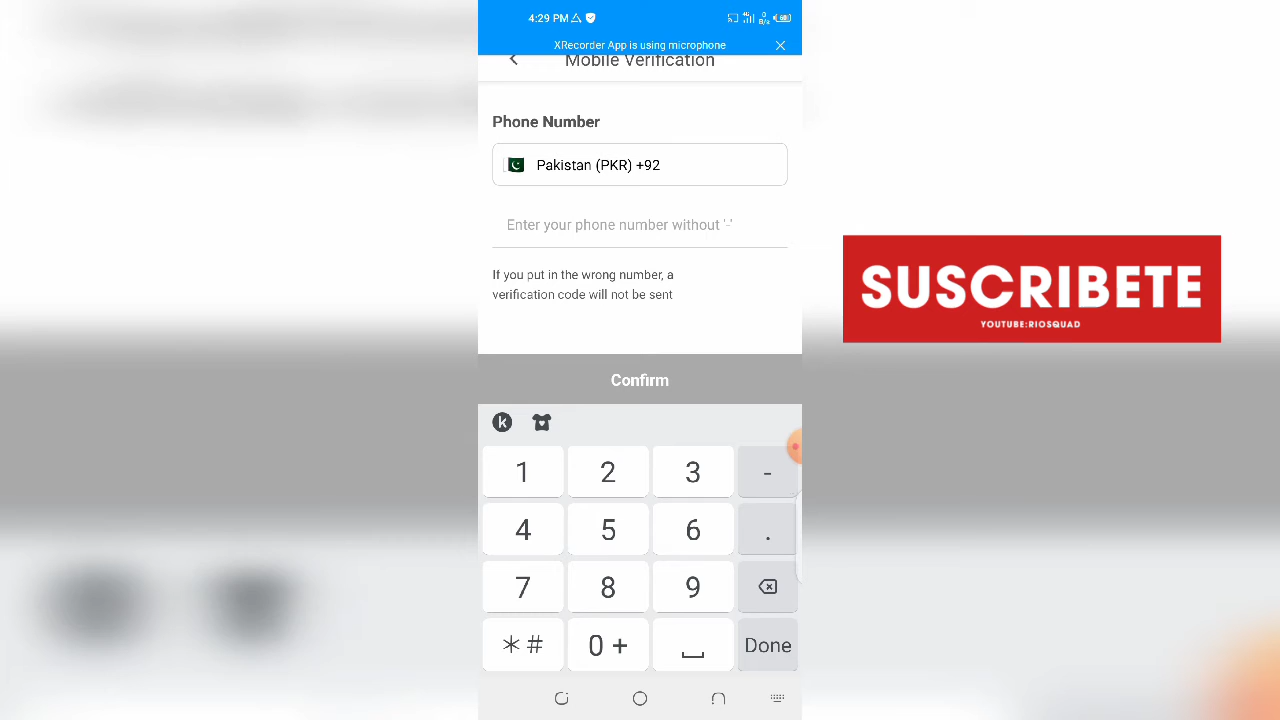 4:29 PM
0
B/s
XRecorder App is using microphone
Mobile Verification
Phone Number
Pakistan (PKR) +92
Enter your phone number without '-'
If you put in the wrong number, a
verification code will not be sent
Confirm
k
1 2 3 -
4 5 6 .
7 8 9
*# 0 + Done
SUSCRIBETE
YOUTUBE:RIOSQUAD